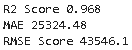 R2 Score 0.968
MAE 25324.48
RMSE Score 43546.1